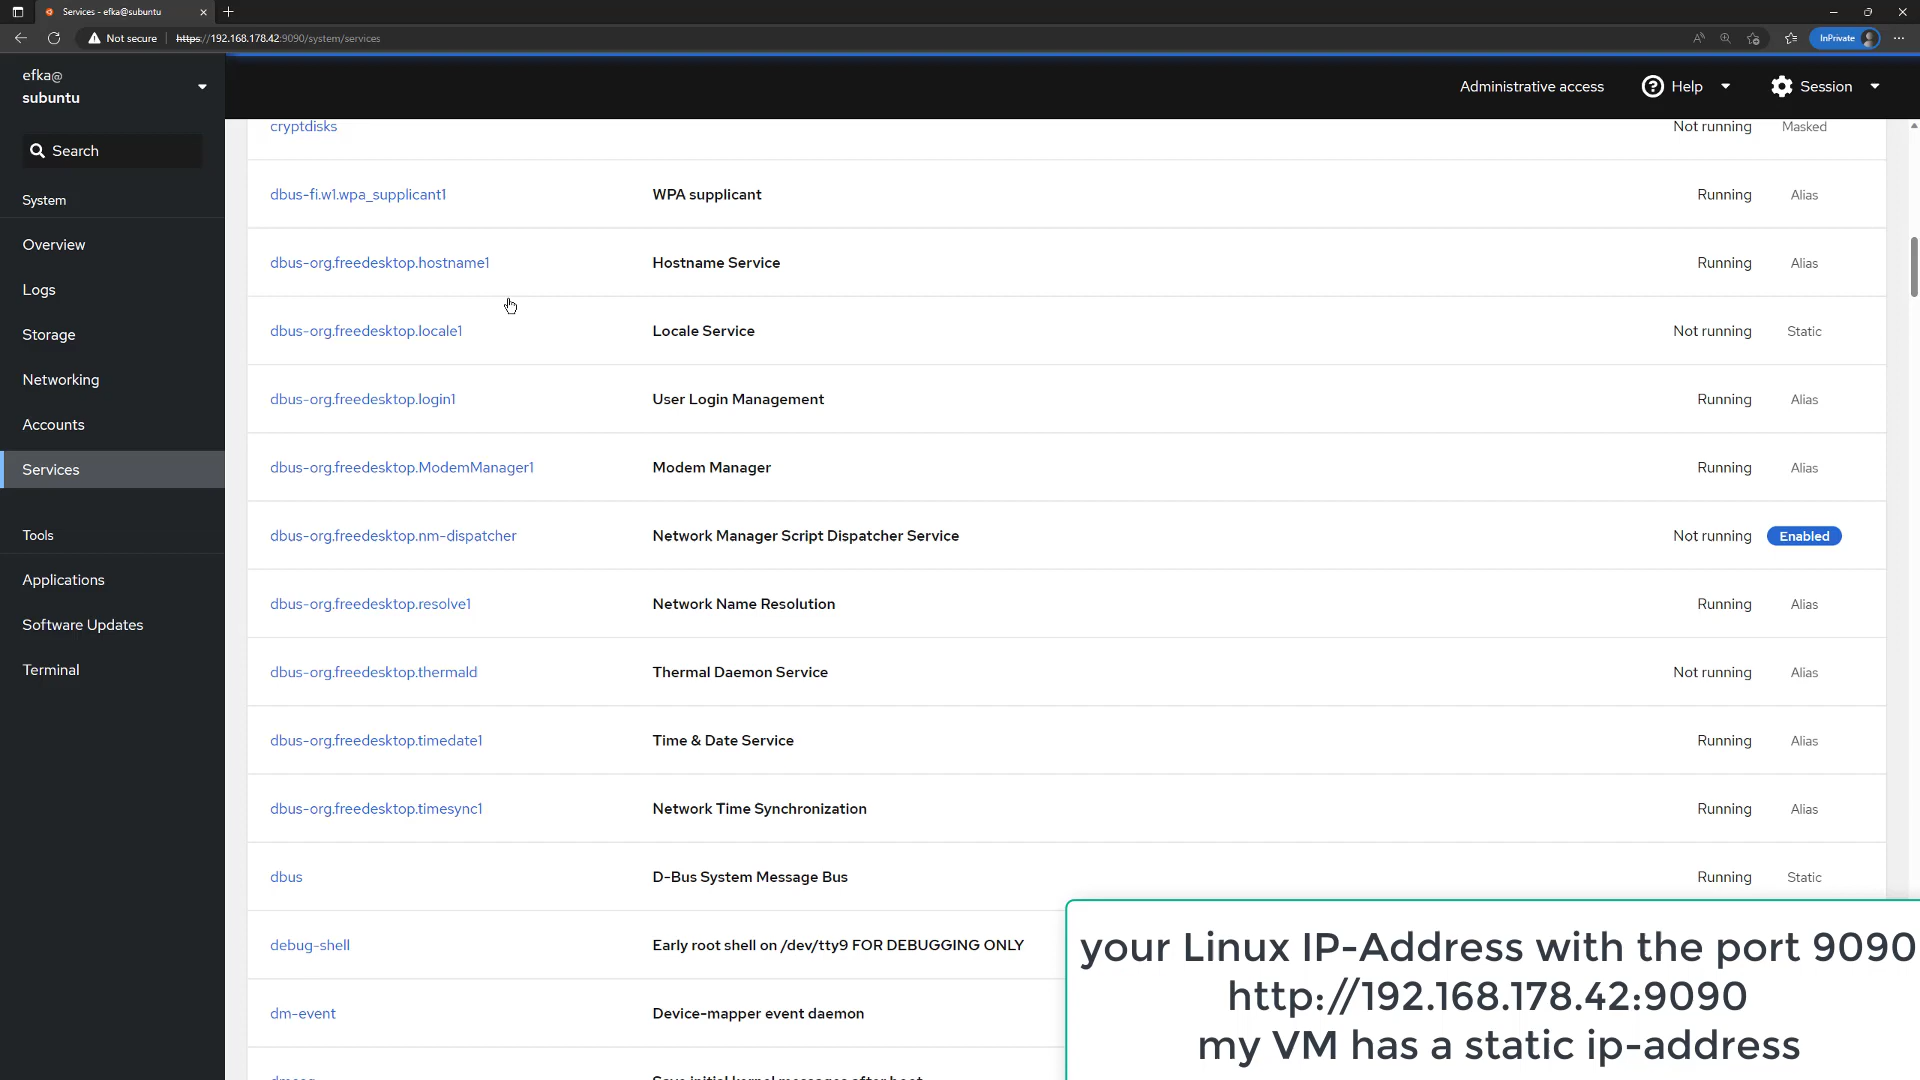 Services - efka@subuntu
Not secure
https://192.168.178.42:9090/system/services
InPrivate
efka@
subuntu
Administrative access
Help
Session
Search
System
Overview
Logs
Storage
Networking
Accounts
Services
Tools
Applications
Software Updates
Terminal
cryptdisks Not running Masked
dbus-fi.w1.wpa_supplicant1 WPA supplicant Running Alias
dbus-org.freedesktop.hostname1 Hostname Service Running Alias
dbus-org.freedesktop.locale1 Locale Service Not running Static
dbus-org.freedesktop.login1 User Login Management Running Alias
dbus-org.freedesktop.ModemManager1 Modem Manager Running Alias
dbus-org.freedesktop.nm-dispatcher Network Manager Script Dispatcher Service Not running Enabled
dbus-org.freedesktop.resolve1 Network Name Resolution Running Alias
dbus-org.freedesktop.thermald Thermal Daemon Service Not running Alias
dbus-org.freedesktop.timedate1 Time & Date Service Running Alias
dbus-org.freedesktop.timesync1 Network Time Synchronization Running Alias
dbus D-Bus System Message Bus Running Static
debug-shell Early root shell on /dev/tty9 FOR DEBUGGING ONLY
dm-event Device-mapper event daemon
Save initial kernel messages after boot
your Linux IP-Address with the port 9090
http://192.168.178.42:9090
my VM has a static ip-address